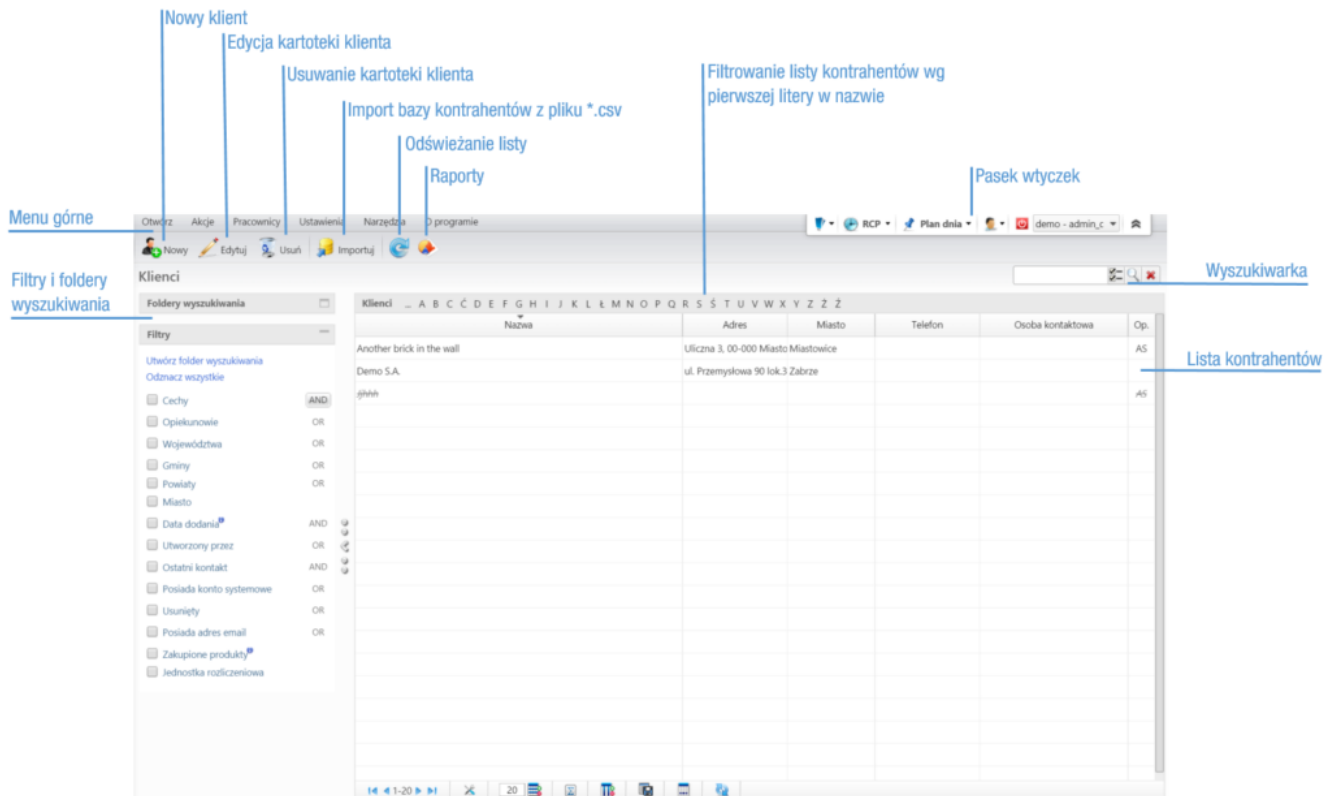 Nowy klient
Edycja kartoteki klienta
Usuwanie kartoteki klienta
Filtrowanie listy kontrahentów wg
pierwszej litery w nazwie
Import bazy kontrahentów z pliku *.csv
Odświeżanie listy
Raporty
Pasek wtyczek
Menu górne
Otwórz Akcje Pracownicy Ustawienia Narzędzia O programie
RCP Plan dnia demo - admin_c
Nowy Edytuj Usuń Importuj
Klienci
Wyszukiwarka
Filtry i foldery
wyszukiwania
Foldery wyszukiwania
Klienci _ A B C Ć D E F G H I J K L Ł M N O P Q R S Ś T U V W X Y Z Ż Ź
Filtry
Nazwa Adres Miasto Telefon Osoba kontaktowa Op.
Another brick in the wall Uliczna 3, 00-000 Miasto Miastowice AS
Demo S.A. ul. Przemysłowa 90 lok.3 Zabrze
AS
Lista kontrahentów
Utwórz folder wyszukiwania
Odznacz wszystkie
Cechy AND
Opiekunowie OR
Województwa OR
Gminy OR
Powiaty OR
Miasto
Data dodania AND
Utworzony przez OR
Ostatni kontakt AND
Posiada konto systemowe OR
Usunięty OR
Posiada adres email OR
Zakupione produkty
Jednostka rozliczeniowa
1-20 20